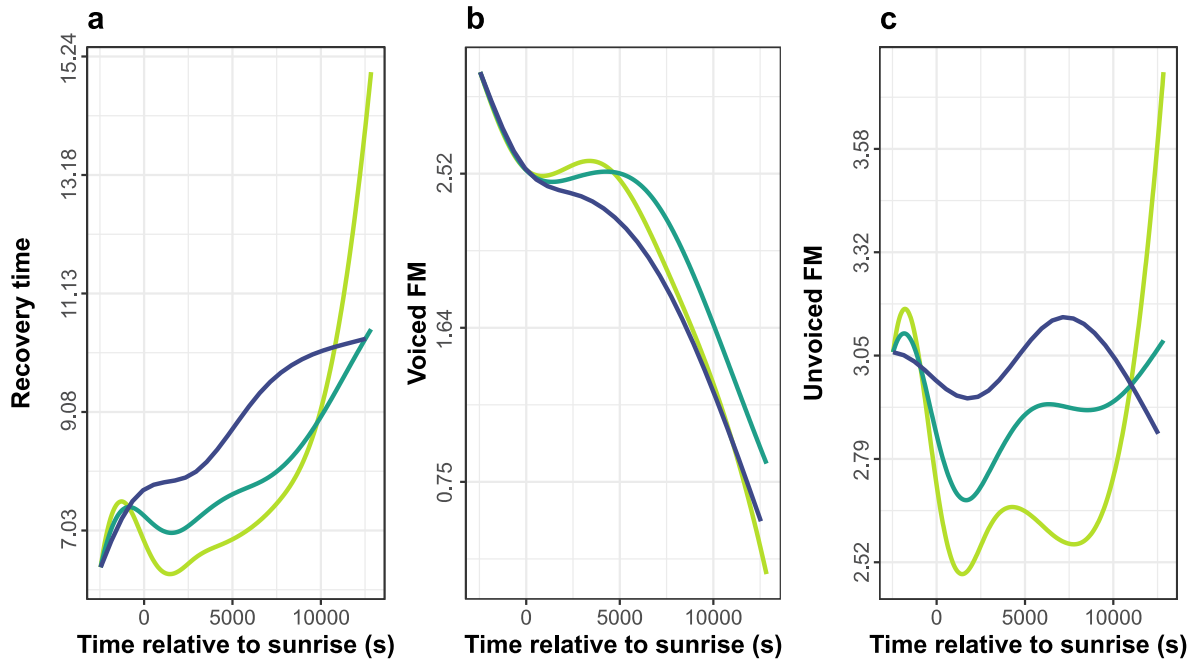 a
15.24
13.18
11.13
9.08
7.03
Recovery time
0 5000 10000
Time relative to sunrise (s)
b
2.52
1.64
0.75
Voiced FM
0 5000 10000
Time relative to sunrise (s)
c
3.58
3.32
3.05
2.79
2.52
Unvoiced FM
0 5000 10000
Time relative to sunrise (s)